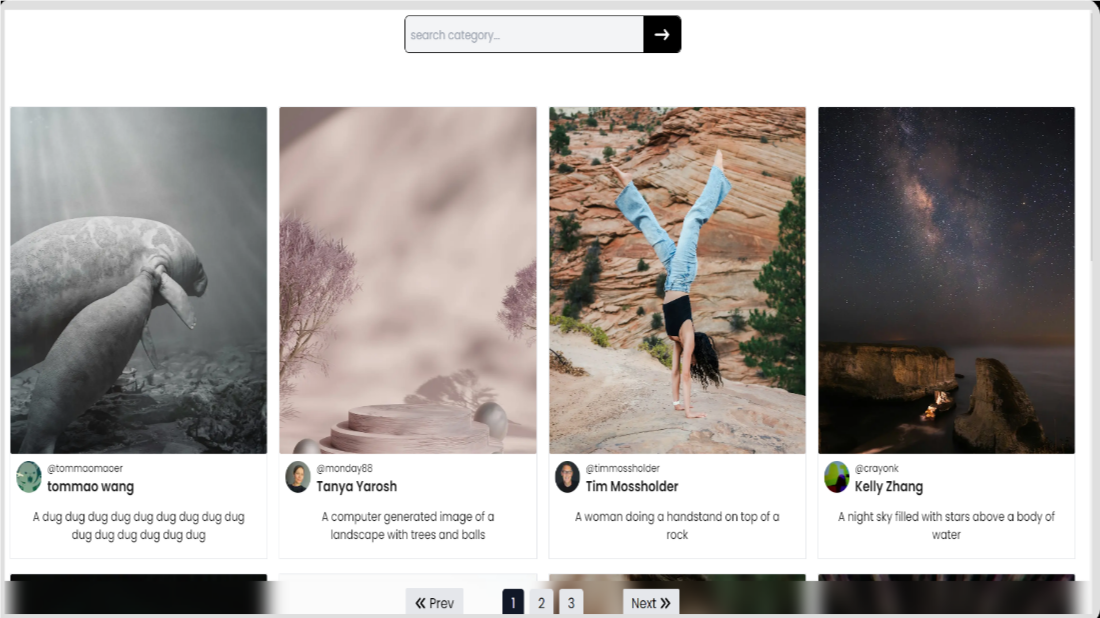 search category...
@tommaomaoer
tommao wang
A dug dug dug dug dug dug dug dug dug
dug dug dug dug dug dug
@monday88
Tanya Yarosh
A computer generated image of a
landscape with trees and balls
@timmossholder
Tim Mossholder
A woman doing a handstand on top of a
rock
@crayonk
Kelly Zhang
A night sky filled with stars above a body of
water
Prev 1 2 3 Next